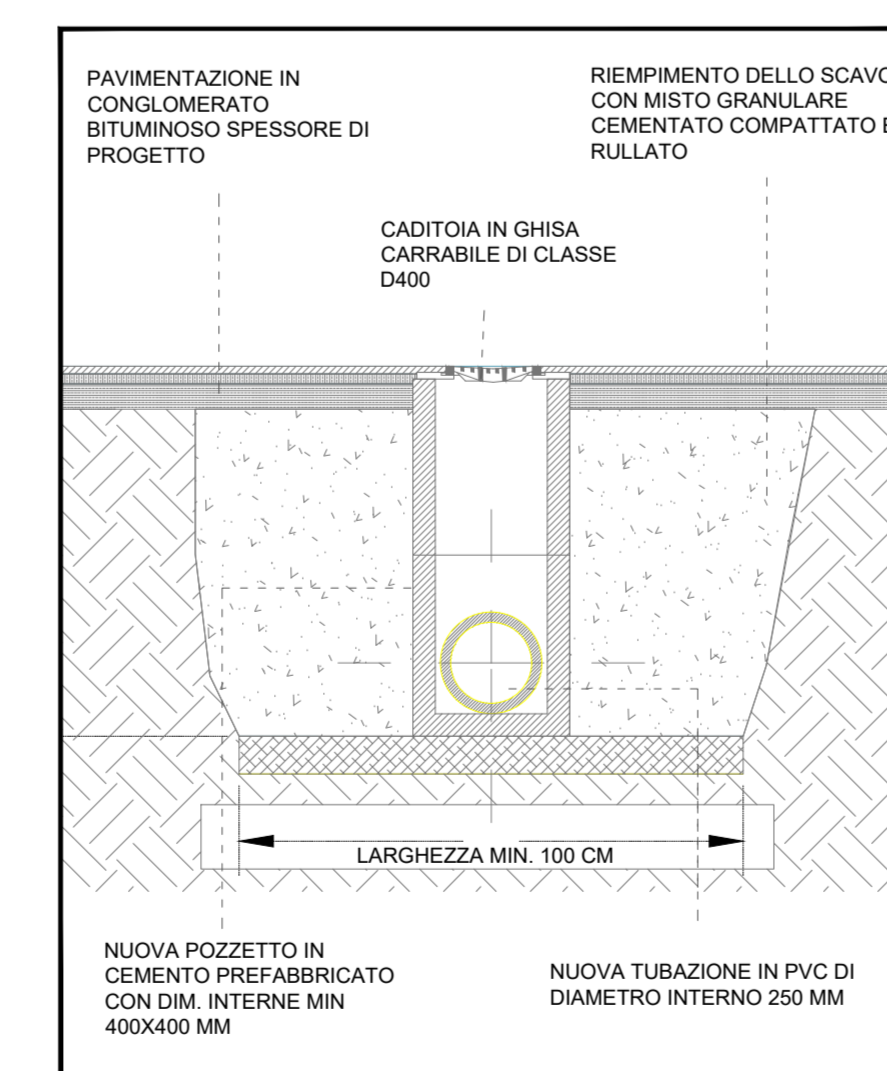 PAVIMENTAZIONE IN
CONGLOMERATO
BITUMINOSO SPESSORE DI
PROGETTO
RIEMPIMENTO DELLO SCAVO
CON MISTO GRANULARE
CEMENTATO COMPATTATO E
RULLATO
CADITOIA IN GHISA
CARRABILE DI CLASSE
D400
LARGHEZZA MIN. 100 CM
NUOVA POZZETTO IN
CEMENTO PREFABBRICATO
CON DIM. INTERNE MIN
400X400 MM
NUOVA TUBAZIONE IN PVC DI
DIAMETRO INTERNO 250 MM